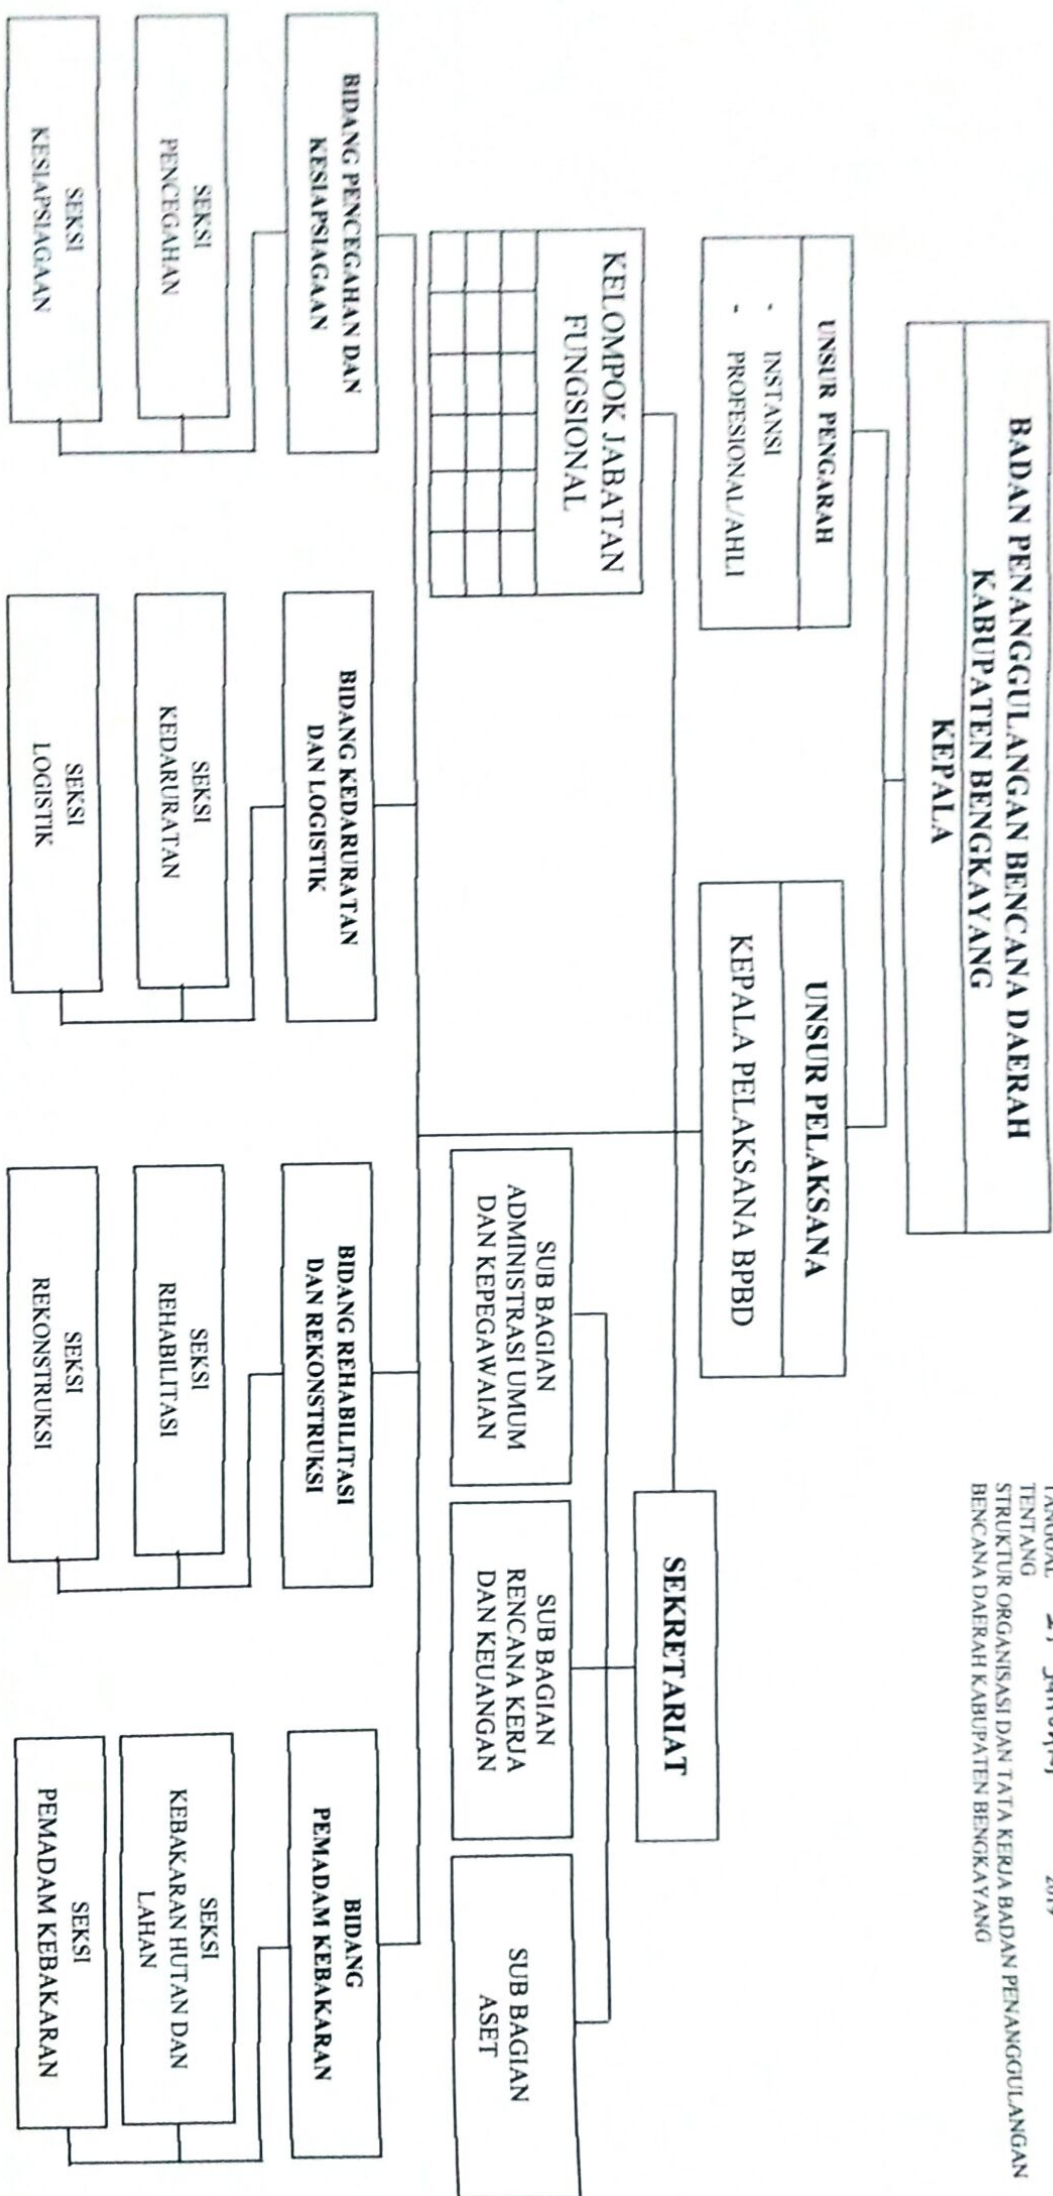 TENTANG
STRUKTUR ORGANISASI DAN TATA KERJA BADAN PENANGGULANGAN
BENCANA DAERAH KABUPATEN BENGKAYANG
BADAN PENANGGULANGAN BENCANA DAERAH
KABUPATEN BENGKAYANG
KEPALA
UNSUR PENGARAH
- INSTANSI
- PROFESIONAL/AHLI
UNSUR PELAKSANA
KEPALA PELAKSANA BPBD
KELOMPOK JABATAN
FUNGSIONAL
SEKRETARIAT
SUB BAGIAN
ADMINISTRASI UMUM
DAN KEPEGAWAIAN
SUB BAGIAN
RENCANA KERJA
DAN KEUANGAN
SUB BAGIAN
ASET
BIDANG PENCEGAHAN DAN
KESIAPSIAGAAN
SEKSI
PENCEGAHAN
SEKSI
KESIAPSIAGAAN
BIDANG KEDARURATAN
DAN LOGISTIK
SEKSI
KEDARURATAN
SEKSI
LOGISTIK
BIDANG REHABILITASI
DAN REKONSTRUKSI
SEKSI
REHABILITASI
SEKSI
REKONSTRUKSI
BIDANG
PEMADAM KEBAKARAN
SEKSI
KEBAKARAN HUTAN DAN
LAHAN
SEKSI
PEMADAM KEBAKARAN